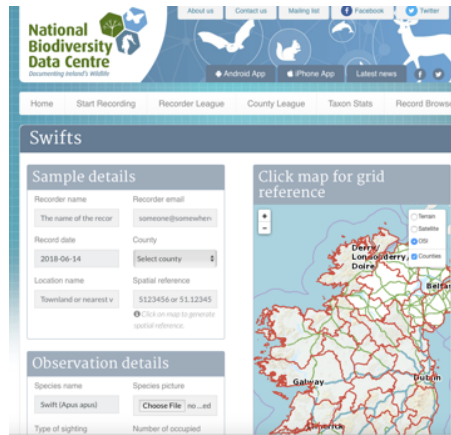 About us Contact us Mailing list Facebook Twitter
National
Biodiversity
Data Centre
Documenting Ireland's Wildlife
Android App iPhone App Latest news
Home Start Recording Recorder League County League Taxon Stats Record Browse
Swifts
Sample details
Recorder name Recorder email
The name of the recor someone@somewhere
Record date County
2018-06-14 Select county
Location name Spatial reference
Townland or nearest v S123456 or 51.12345
Click on map to generate
spatial reference.
Observation details
Species name Species picture
Swift (Apus apus) Choose File no ...ed
Type of sighting Number of occupied
Click map for grid
reference
+
-
Terrain
Satellite
OSI
Counties
Derry/
Londonderry/
Doire
Belfa
Galway
Dublin
Limerick